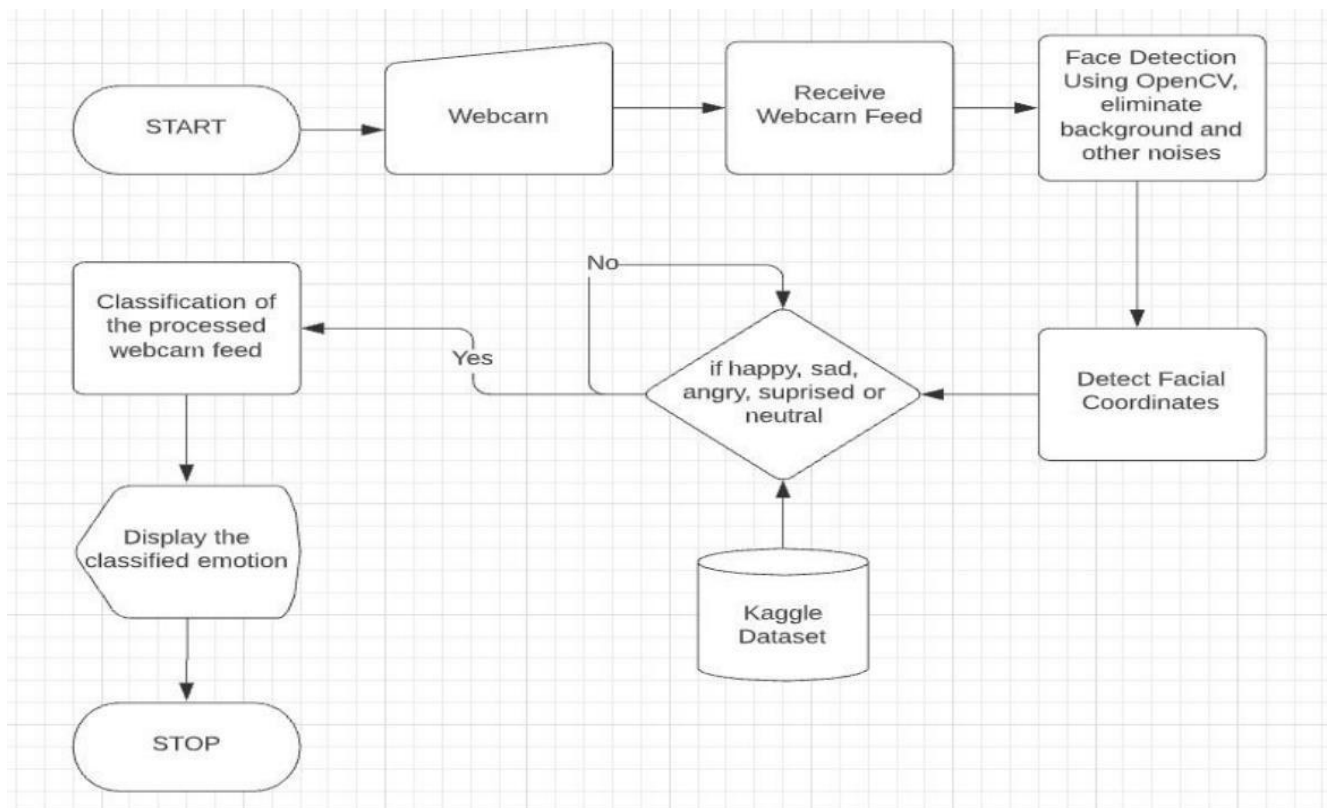 START
Webcam
Receive
Webcam Feed
Face Detection
Using OpenCV,
eliminate
background and
other noises
Detect Facial
Coordinates
if happy, sad,
angry, suprised or
neutral
No
Yes
Kaggle
Dataset
Classification of
the processed
webcam feed
Display the
classified emotion
STOP